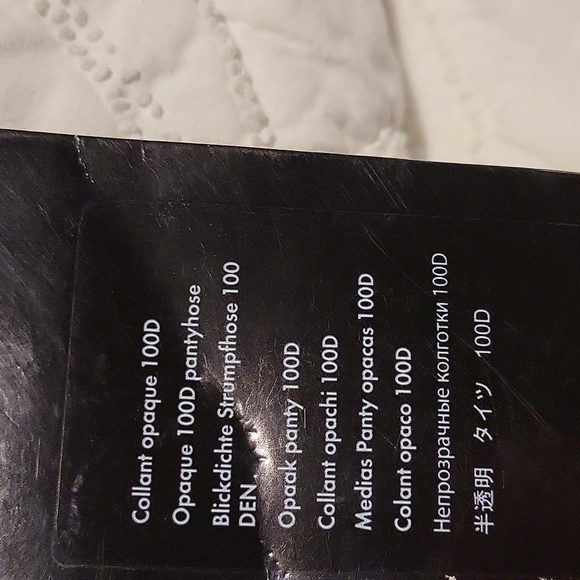 Collant opaque 100D
Opaque 100D pantyhose
Blickdichte Strumpfhose 100
DEN
Opaak panty 100D
Collant opachi 100D
Medias Panty opacas 100D
Colant opaco 100D
Непрозрачные колготки 100D
半透明 タイツ 100D